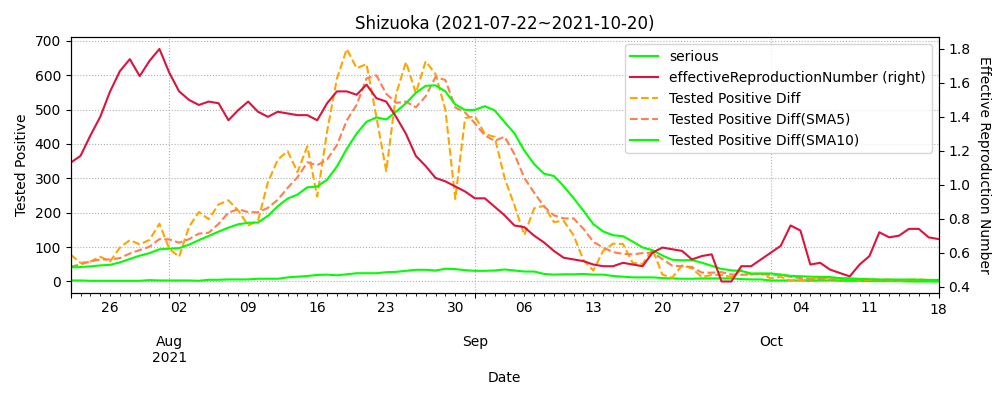 Shizuoka (2021-07-22~2021-10-20)
Tested Positive
700
600
500
400
300
200
100
0
serious
effectiveReproductionNumber (right)
Tested Positive Diff
Tested Positive Diff(SMA5)
Tested Positive Diff(SMA10)
1.8
1.6
1.4
1.2
1.0
0.8
0.6
0.4
Effective Reproduction Number
26 02 09 16 23 30 06 13 20 27 04 11 18
Aug Sep Oct
2021
Date